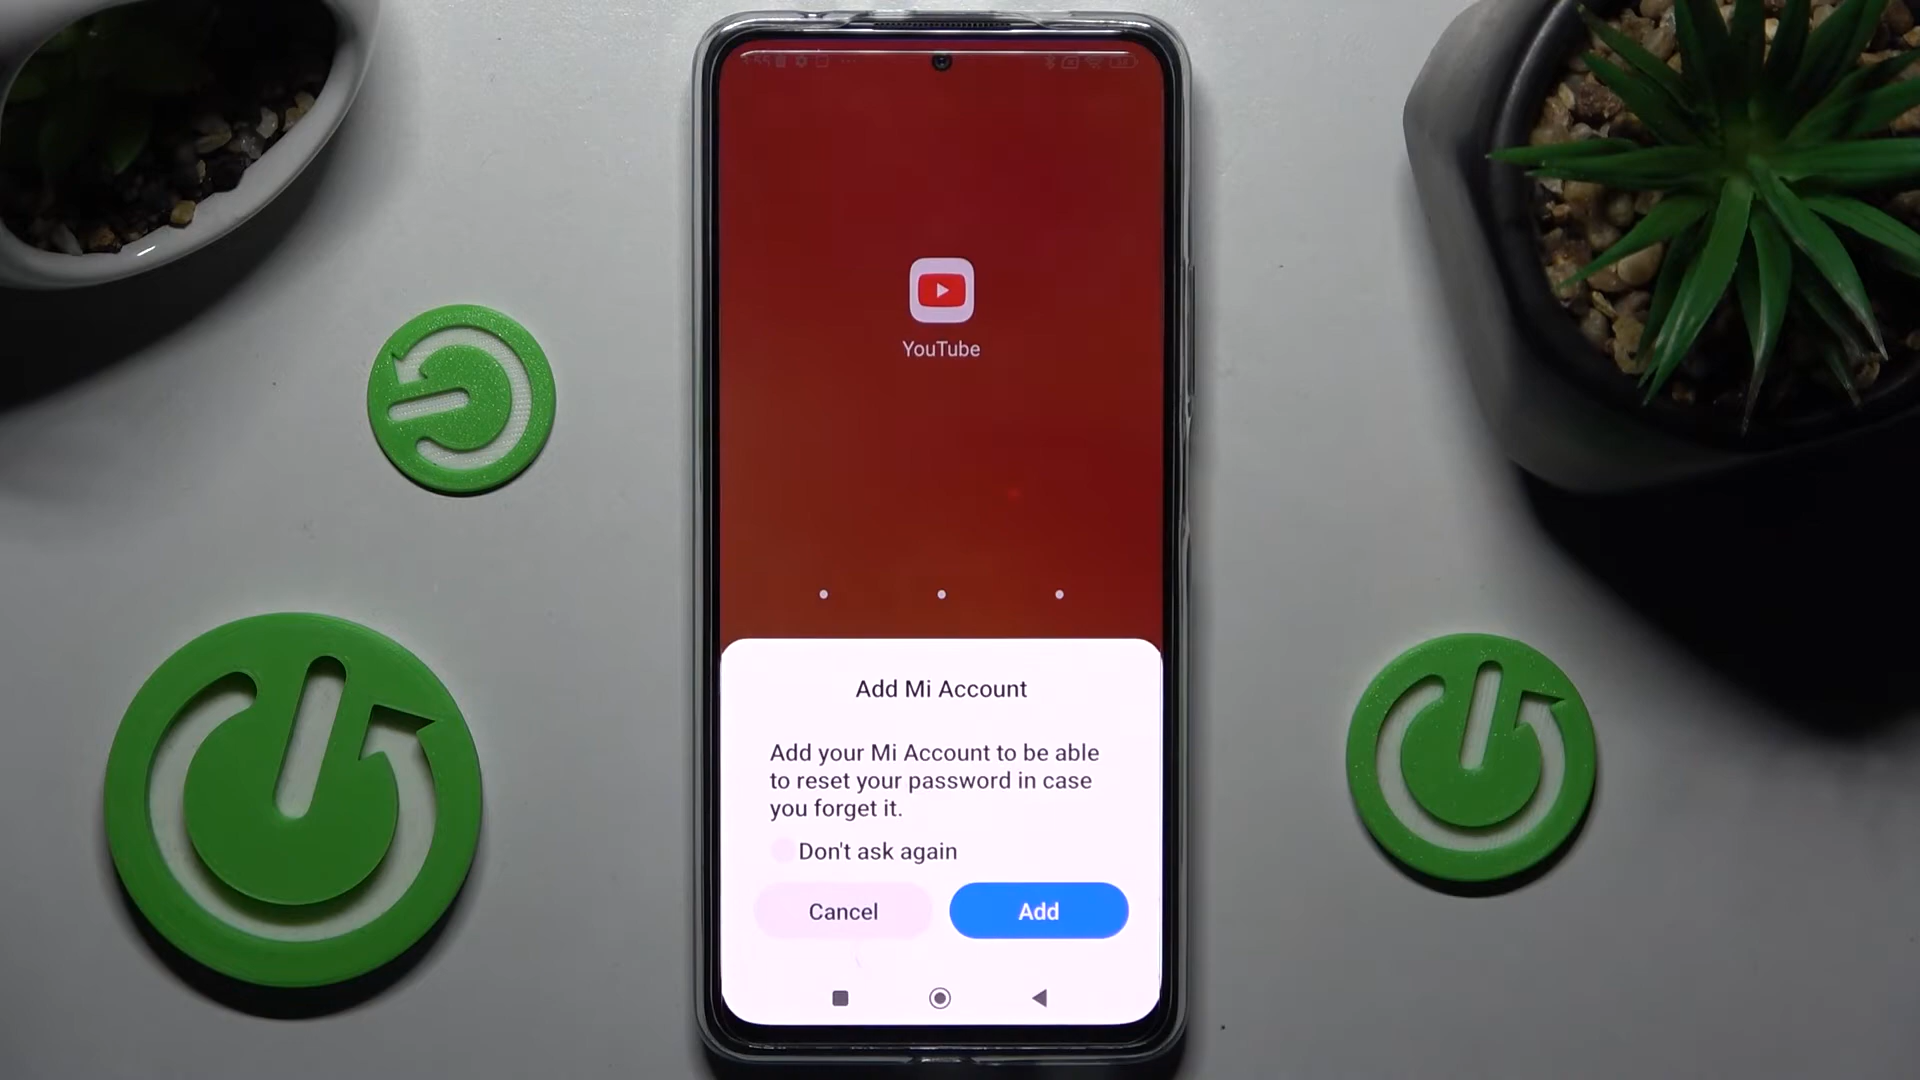 YouTube
Add Mi Account
Add your Mi Account to be able
to reset your password in case
you forget it.
Don't ask again
Cancel
Add